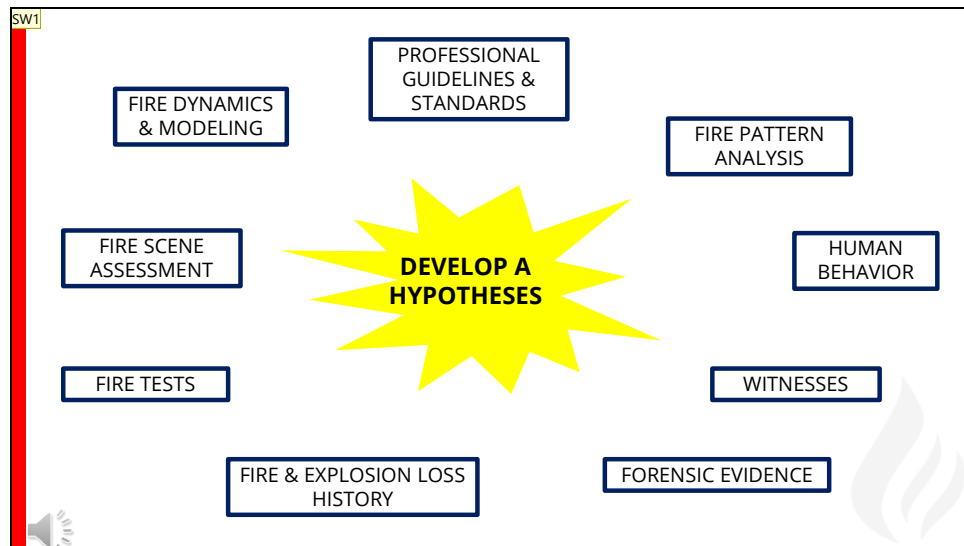 SW1
PROFESSIONAL
GUIDELINES &
STANDARDS
FIRE DYNAMICS
& MODELING
FIRE PATTERN
ANALYSIS
FIRE SCENE
ASSESSMENT
DEVELOP A
HYPOTHESES
HUMAN
BEHAVIOR
FIRE TESTS
WITNESSES
FIRE & EXPLOSION LOSS
HISTORY
FORENSIC EVIDENCE